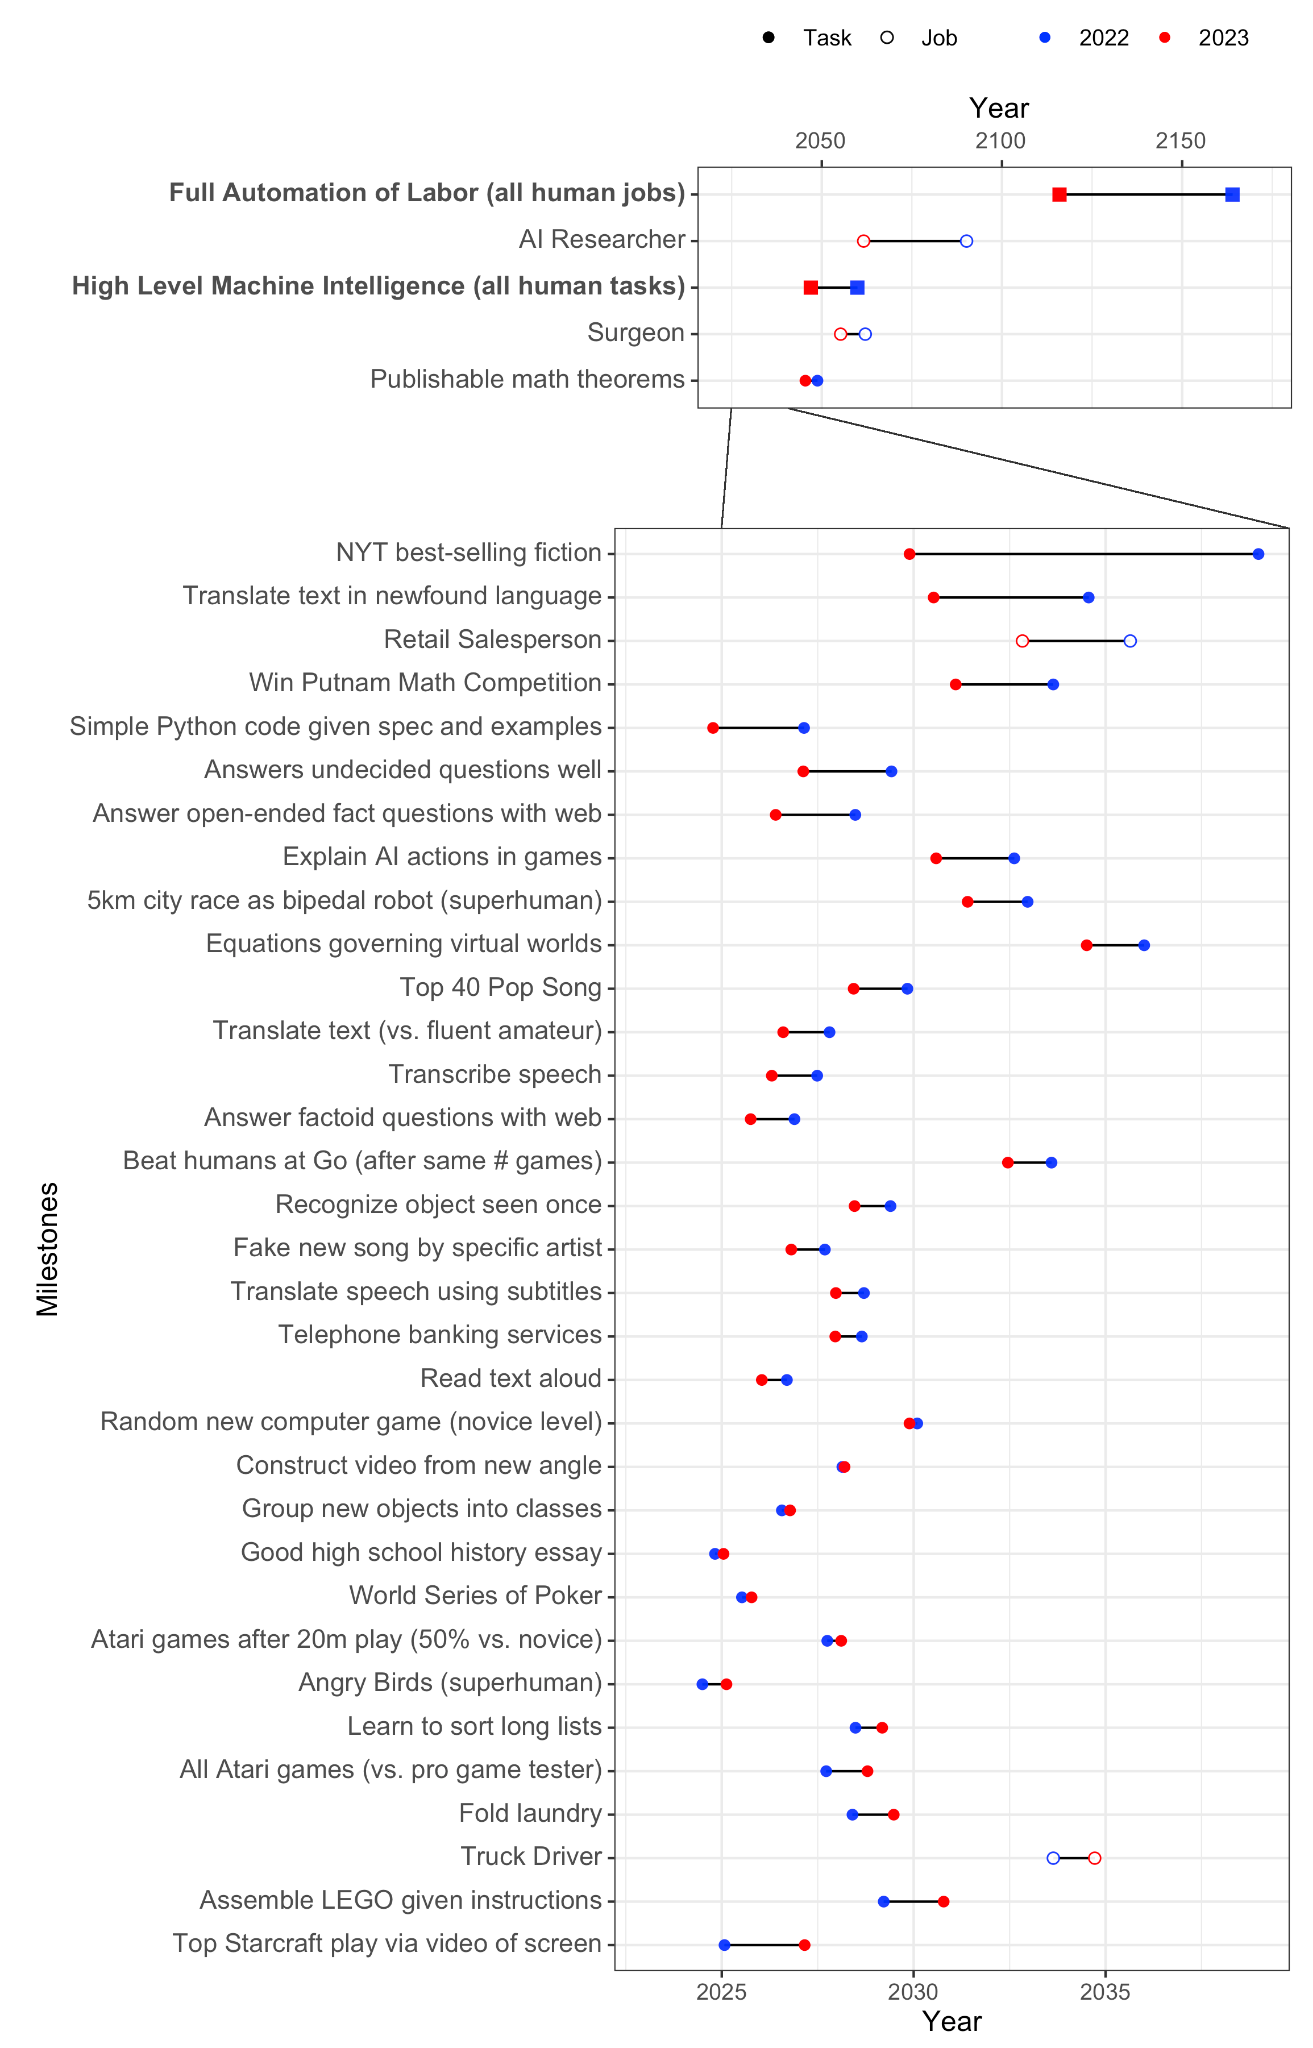 Task Job 2022 2023
Year
2050 2100 2150
Full Automation of Labor (all human jobs)
AI Researcher
High Level Machine Intelligence (all human tasks)
Surgeon
Publishable math theorems
NYT best-selling fiction
Translate text in newfound language
Retail Salesperson
Win Putnam Math Competition
Simple Python code given spec and examples
Answers undecided questions well
Answer open-ended fact questions with web
Explain AI actions in games
5km city race as bipedal robot (superhuman)
Equations governing virtual worlds
Top 40 Pop Song
Translate text (vs. fluent amateur)
Transcribe speech
Answer factoid questions with web
Beat humans at Go (after same # games)
Recognize object seen once
Fake new song by specific artist
Translate speech using subtitles
Telephone banking services
Read text aloud
Random new computer game (novice level)
Construct video from new angle
Group new objects into classes
Good high school history essay
World Series of Poker
Atari games after 20m play (50% vs. novice)
Angry Birds (superhuman)
Learn to sort long lists
All Atari games (vs. pro game tester)
Fold laundry
Truck Driver
Assemble LEGO given instructions
Top Starcraft play via video of screen
Milestones
2025 2030 2035
Year